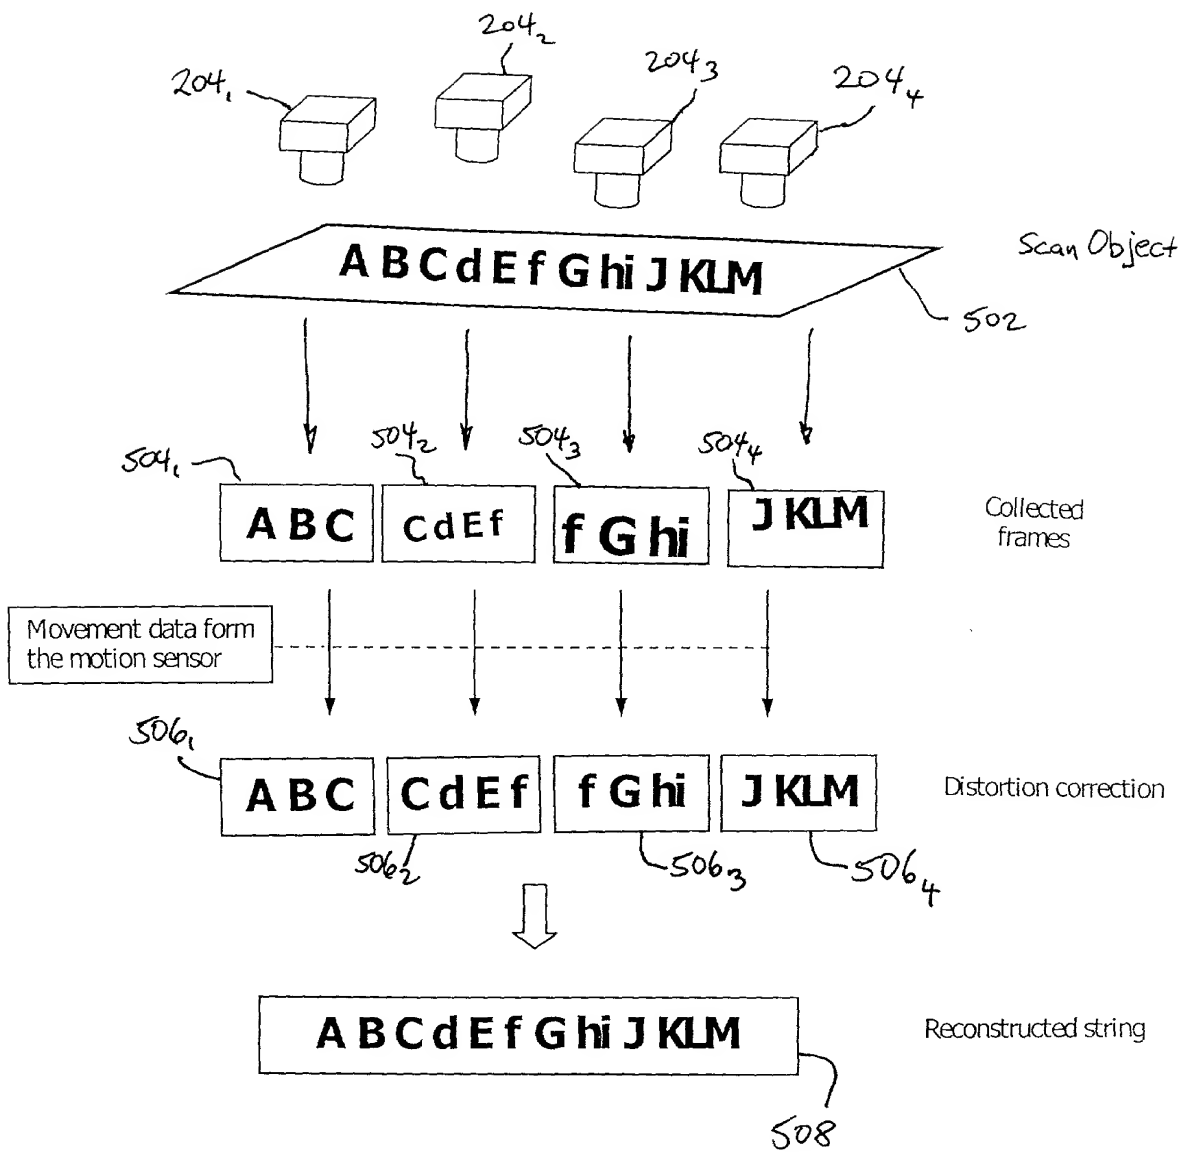 204₁
204₂
204₃
204₄
A B C d E f G hi J KLM
Scan Object
502
504₁
504₂
504₃
504₄
A B C
C d E f
f G hi
J KLM
Collected
frames
Movement data form
the motion sensor
506₁
A B C
C d E f
f G hi
J KLM
Distortion correction
506₂
506₃
506₄
A B C d E f G hi J KLM
Reconstructed string
508